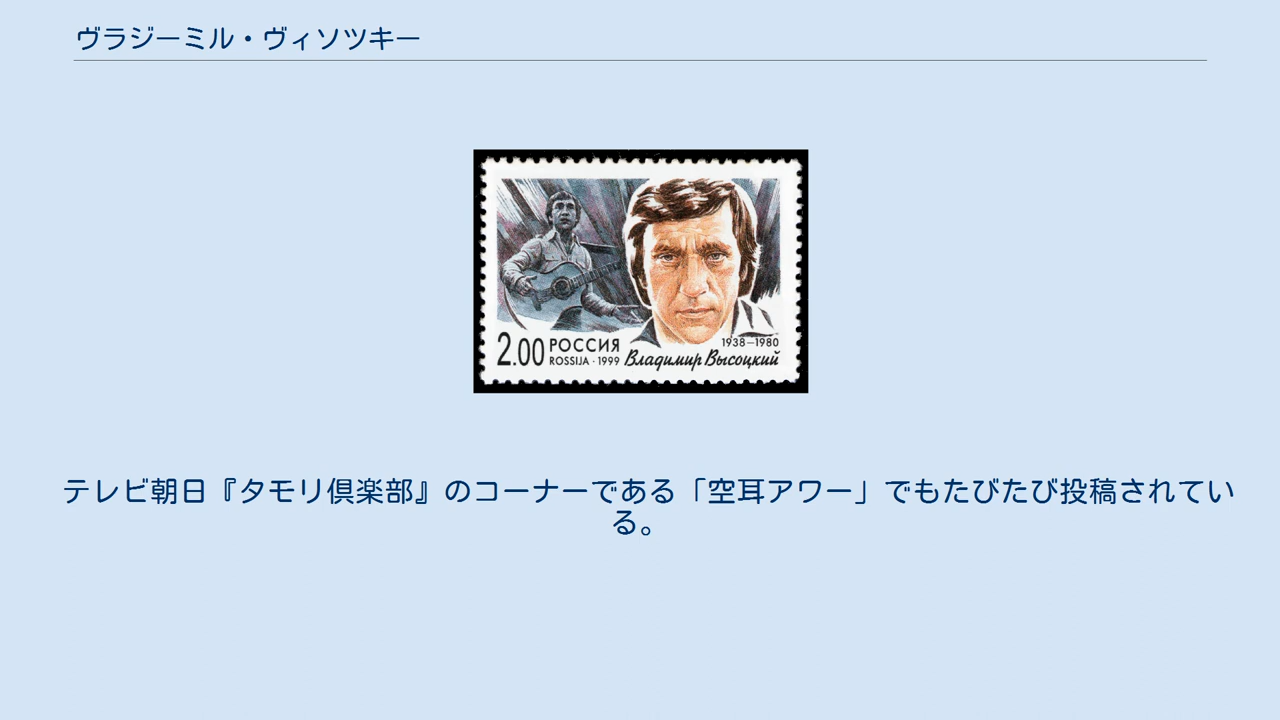 ヴラジーミル・ヴィソツキー
2.00 РОССИЯ
ROSSIJA · 1999
1938–1980
Владимир Высоцкий
テレビ朝日『タモリ倶楽部』のコーナーである「空耳アワー」でもたびたび投稿されてい
る。